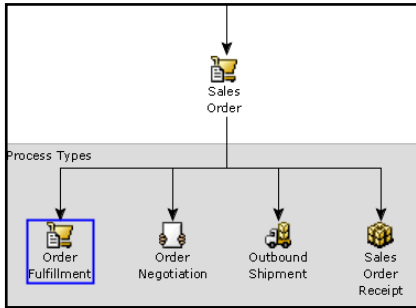 Sales
Order
Process Types
Order
Fulfillment
Order
Negotiation
Outbound
Shipment
Sales
Order
Receipt